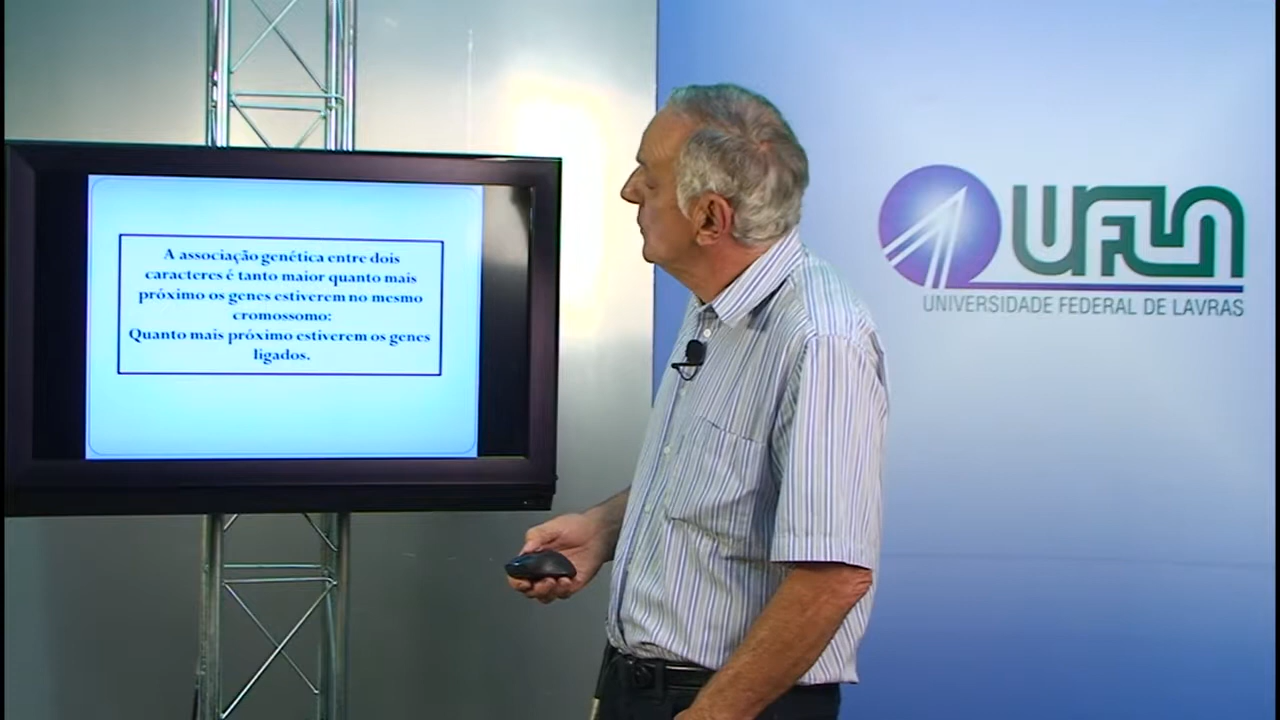 A associação genética entre dois
caracteres é tanto maior quanto mais
próximo os genes estiverem no mesmo
cromossomo:
Quanto mais próximo estiverem os genes
ligados.
UFLA
UNIVERSIDADE FEDERAL DE LAVRAS